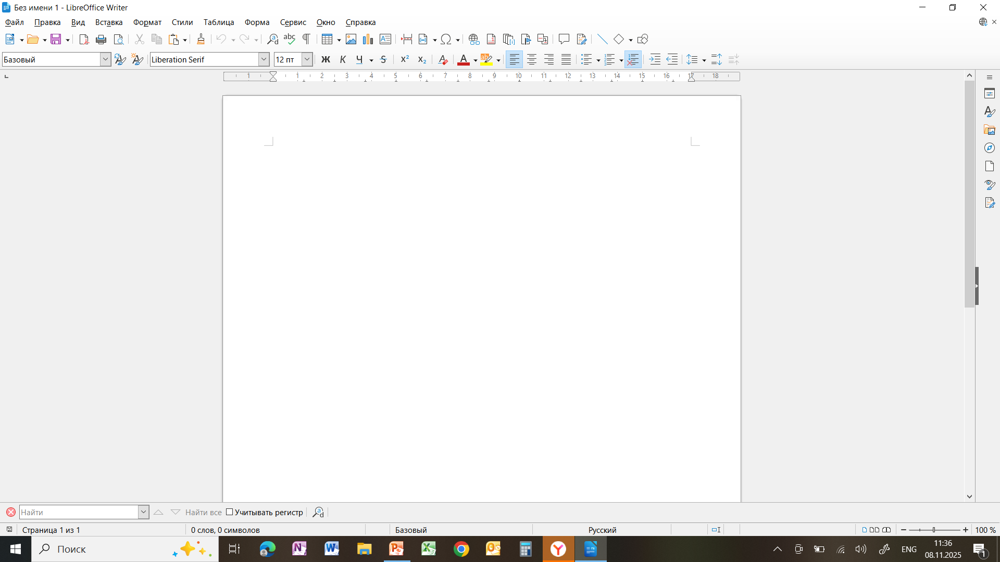 Без имени 1 - LibreOffice Writer
Файл Правка Вид Вставка Формат Стили Таблица Форма Сервис Окно Справка
Базовый Liberation Serif 12 пт Ж К Ч S X² X₂ A
1 1 2 3 4 5 6 7 8 9 10 11 12 13 14 15 16 17 18
Найти Найти все Учитывать регистр
Страница 1 из 1 0 слов, 0 символов Базовый Русский 100 %
Поиск ENG 11:36
08.11.2025
1